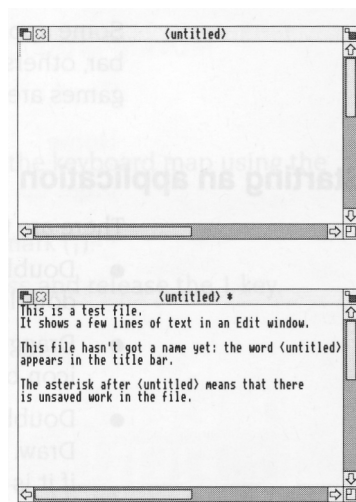 <untitled>
<untitled> *
This is a test file.
It shows a few lines of text in an Edit window.
This file hasn't got a name yet: the word <untitled>
appears in the title bar.
The asterisk after <untitled> means that there
is unsaved work in the file.